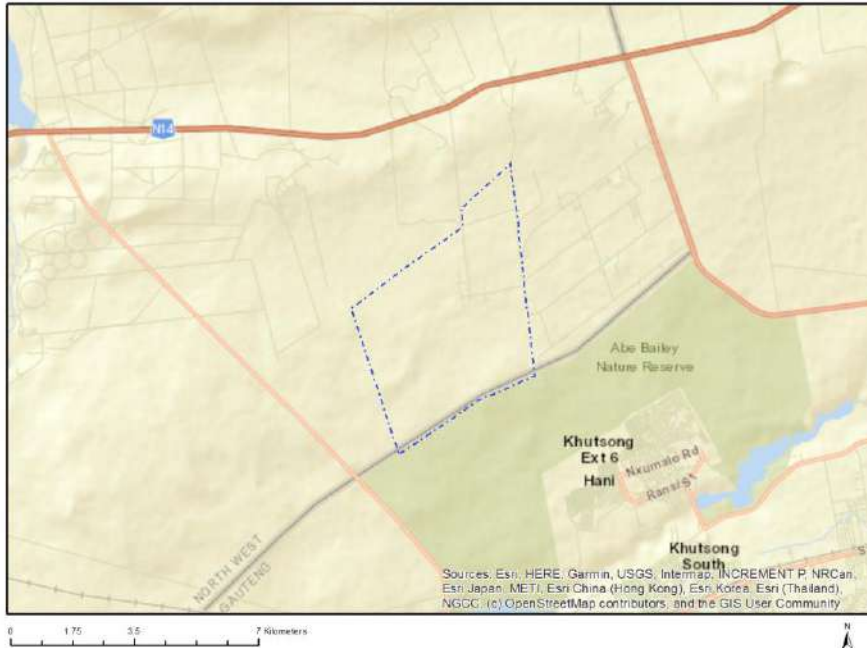 N14
Abe Bailey
Nature Reserve
Khutsong
Ext 6
Nxumalo Rd
Hani
Ransi St
Khutsong
South
S
NORTH WEST
GAUTENG
Sources: Esri, HERE, Garmin, USGS, Intermap, INCREMENT P, NRCan,
Esri Japan, METI, Esri China (Hong Kong), Esri Korea, Esri (Thailand),
NGCC, (c) OpenStreetMap contributors, and the GIS User Community
0 1.75 3.5 7 Kilometers
N